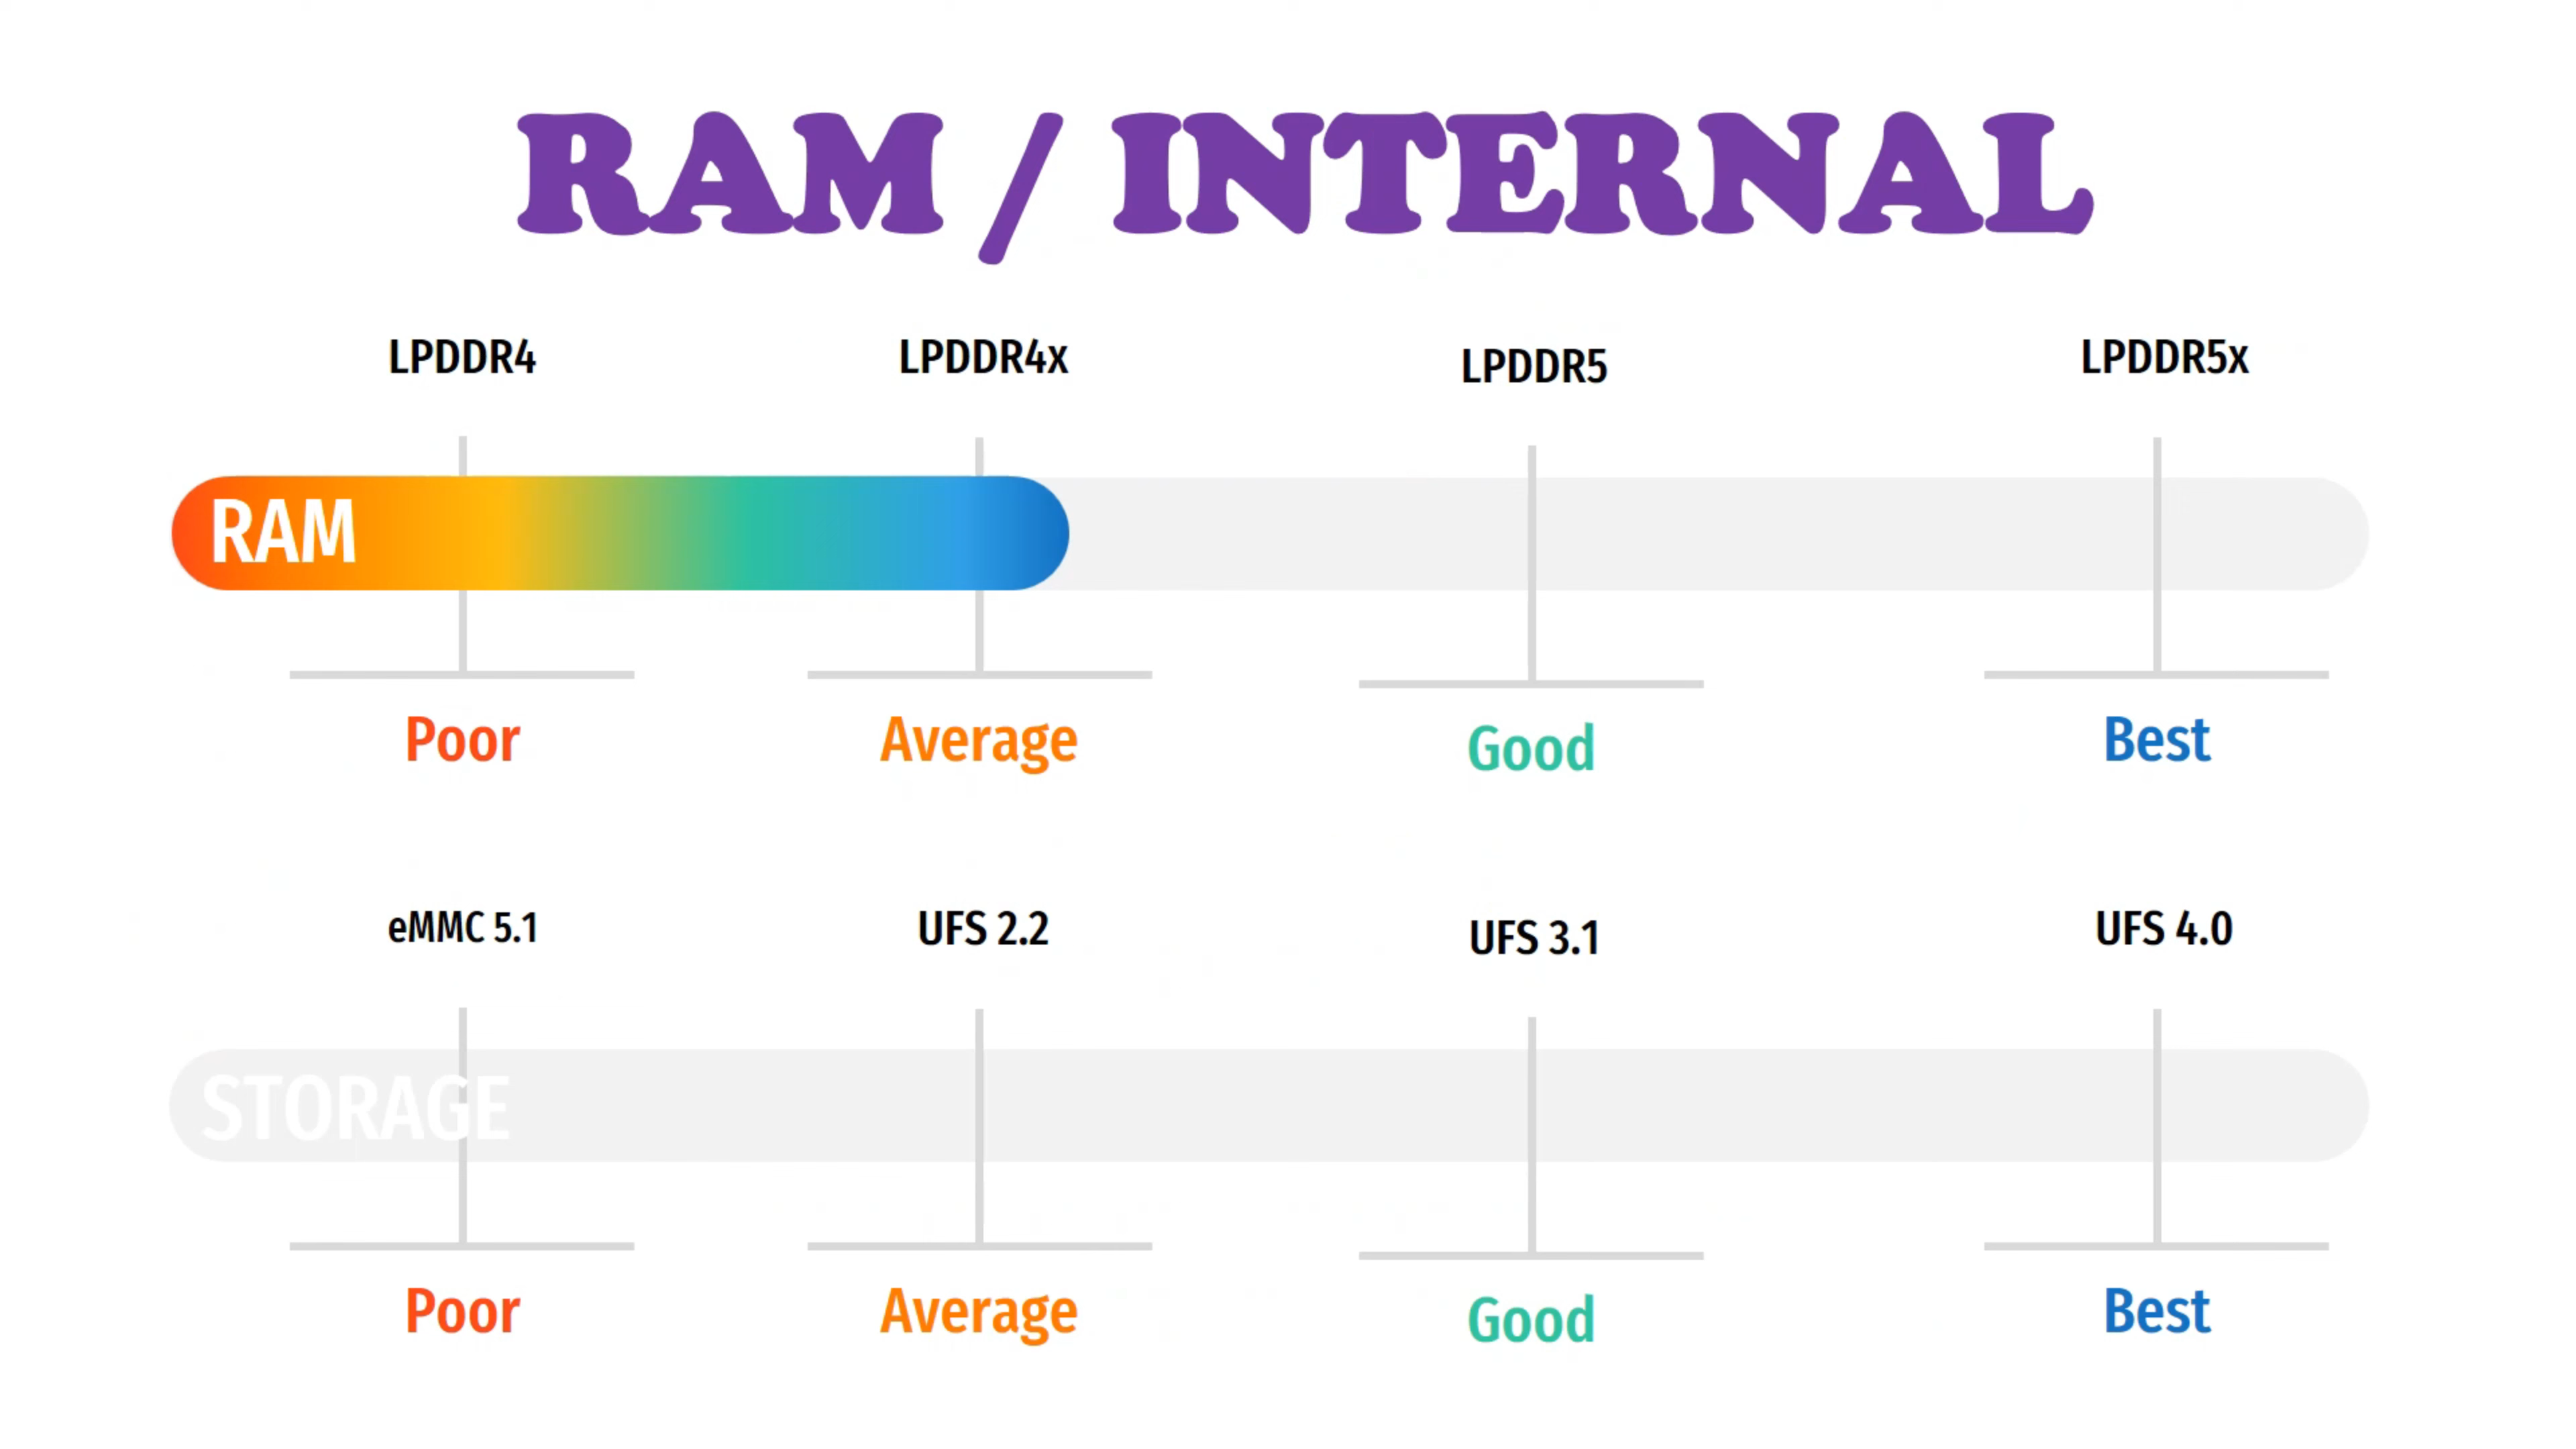 RAM / INTERNAL
LPDDR4 LPDDR4x LPDDR5 LPDDR5x
RAM
Poor Average Good Best
eMMC 5.1 UFS 2.2 UFS 3.1 UFS 4.0
STORAGE
Poor Average Good Best